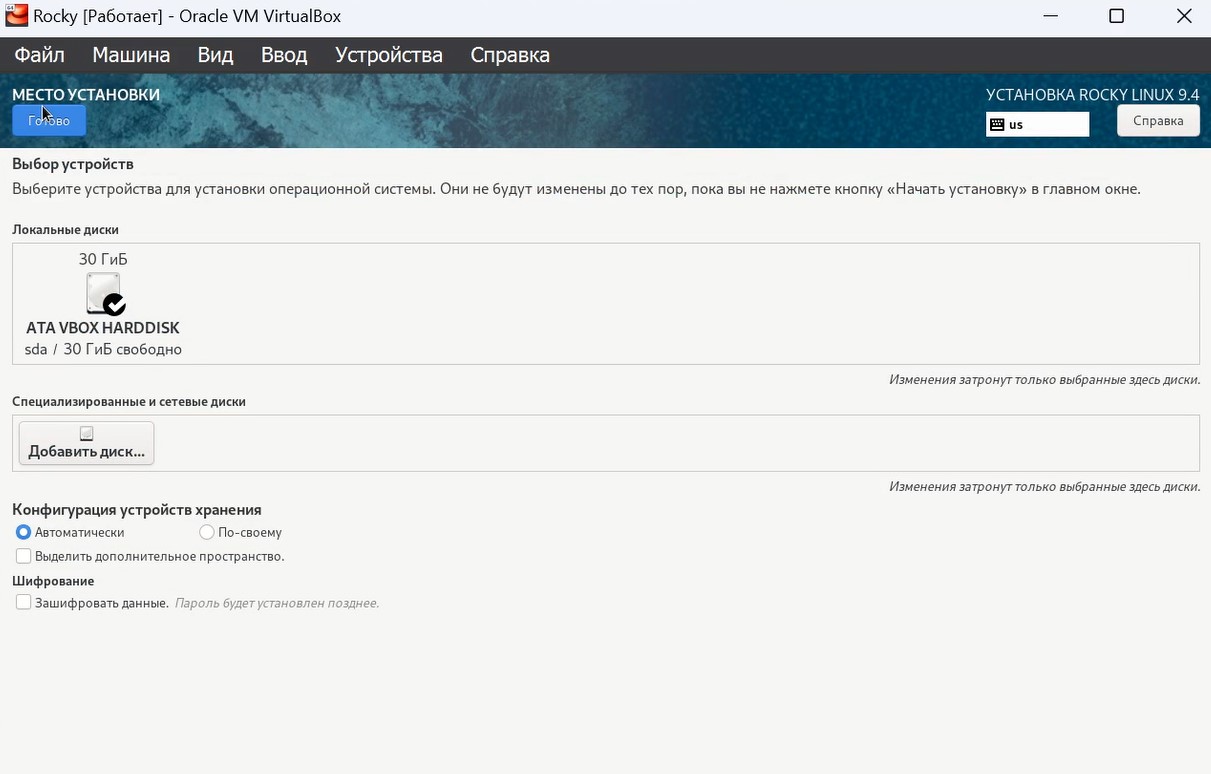 Rocky [Работает] - Oracle VM VirtualBox
Файл Машина Вид Ввод Устройства Справка
МЕСТО УСТАНОВКИ
Готово
УСТАНОВКА ROCKY LINUX 9.4
us
Справка
Выбор устройств
Выберите устройства для установки операционной системы. Они не будут изменены до тех пор, пока вы не нажмете кнопку «Начать установку» в главном окне.
Локальные диски
30 ГиБ
ATA VBOX HARDDISK
sda / 30 ГиБ свободно
Изменения затронут только выбранные здесь диски.
Специализированные и сетевые диски
Добавить диск...
Изменения затронут только выбранные здесь диски.
Конфигурация устройств хранения
Автоматически По-своему
Выделить дополнительное пространство.
Шифрование
Зашифровать данные. Пароль будет установлен позднее.